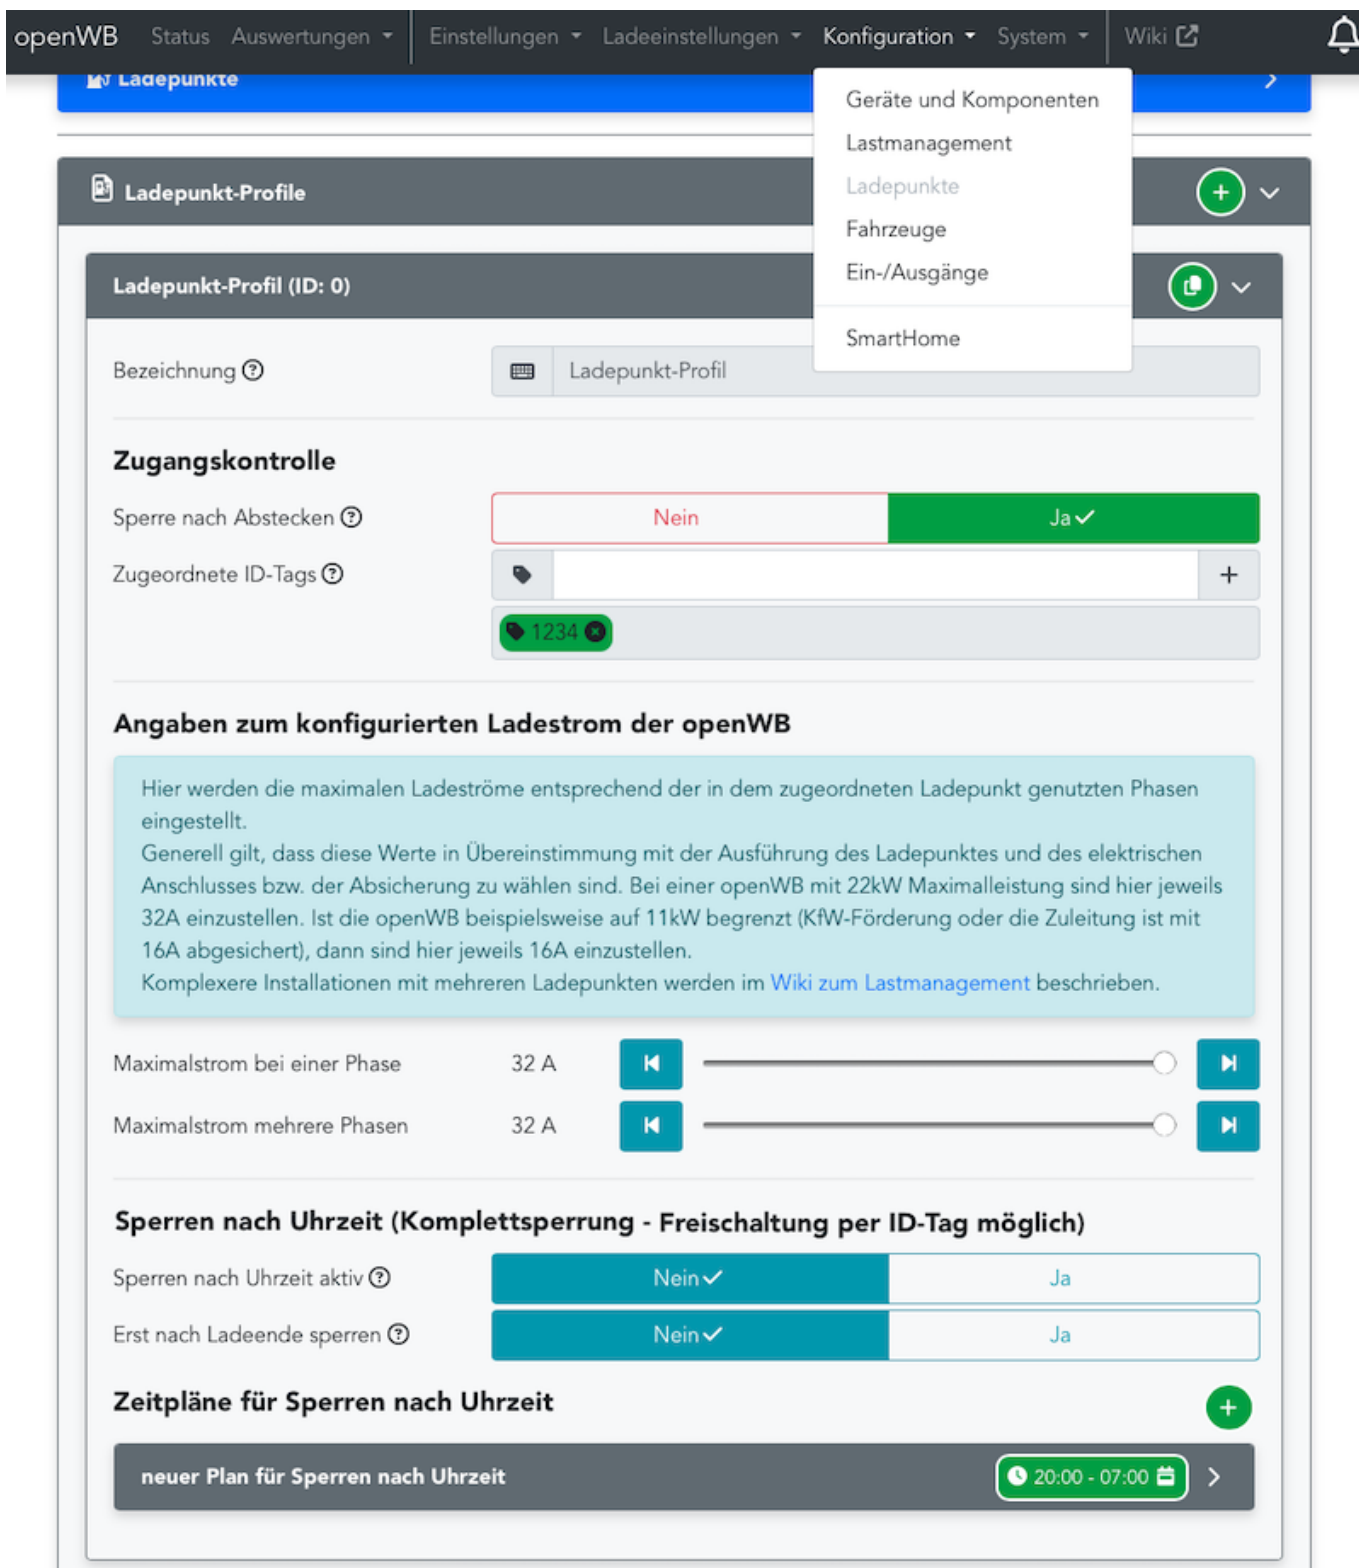 openWB Status Auswertungen Einstellungen Ladeeinstellungen Konfiguration System Wiki
Ladepunkte
Geräte und Komponenten
Lastmanagement
Ladepunkte
Fahrzeuge
Ein-/Ausgänge
SmartHome
Ladepunkt-Profile
Ladepunkt-Profil (ID: 0)
Bezeichnung
Ladepunkt-Profil
Zugangskontrolle
Sperre nach Abstecken Nein Ja
Zugeordnete ID-Tags
1234
Angaben zum konfigurierten Ladestrom der openWB
Hier werden die maximalen Ladeströme entsprechend der in dem zugeordneten Ladepunkt genutzten Phasen
eingestellt.
Generell gilt, dass diese Werte in Übereinstimmung mit der Ausführung des Ladepunktes und des elektrischen
Anschlusses bzw. der Absicherung zu wählen sind. Bei einer openWB mit 22kW Maximalleistung sind hier jeweils
32A einzustellen. Ist die openWB beispielsweise auf 11kW begrenzt (KfW-Förderung oder die Zuleitung ist mit
16A abgesichert), dann sind hier jeweils 16A einzustellen.
Komplexere Installationen mit mehreren Ladepunkten werden im Wiki zum Lastmanagement beschrieben.
Maximalstrom bei einer Phase 32 A
Maximalstrom mehrere Phasen 32 A
Sperren nach Uhrzeit (Komplettsperrung - Freischaltung per ID-Tag möglich)
Sperren nach Uhrzeit aktiv Nein Ja
Erst nach Ladeende sperren Nein Ja
Zeitpläne für Sperren nach Uhrzeit
neuer Plan für Sperren nach Uhrzeit 20:00 - 07:00